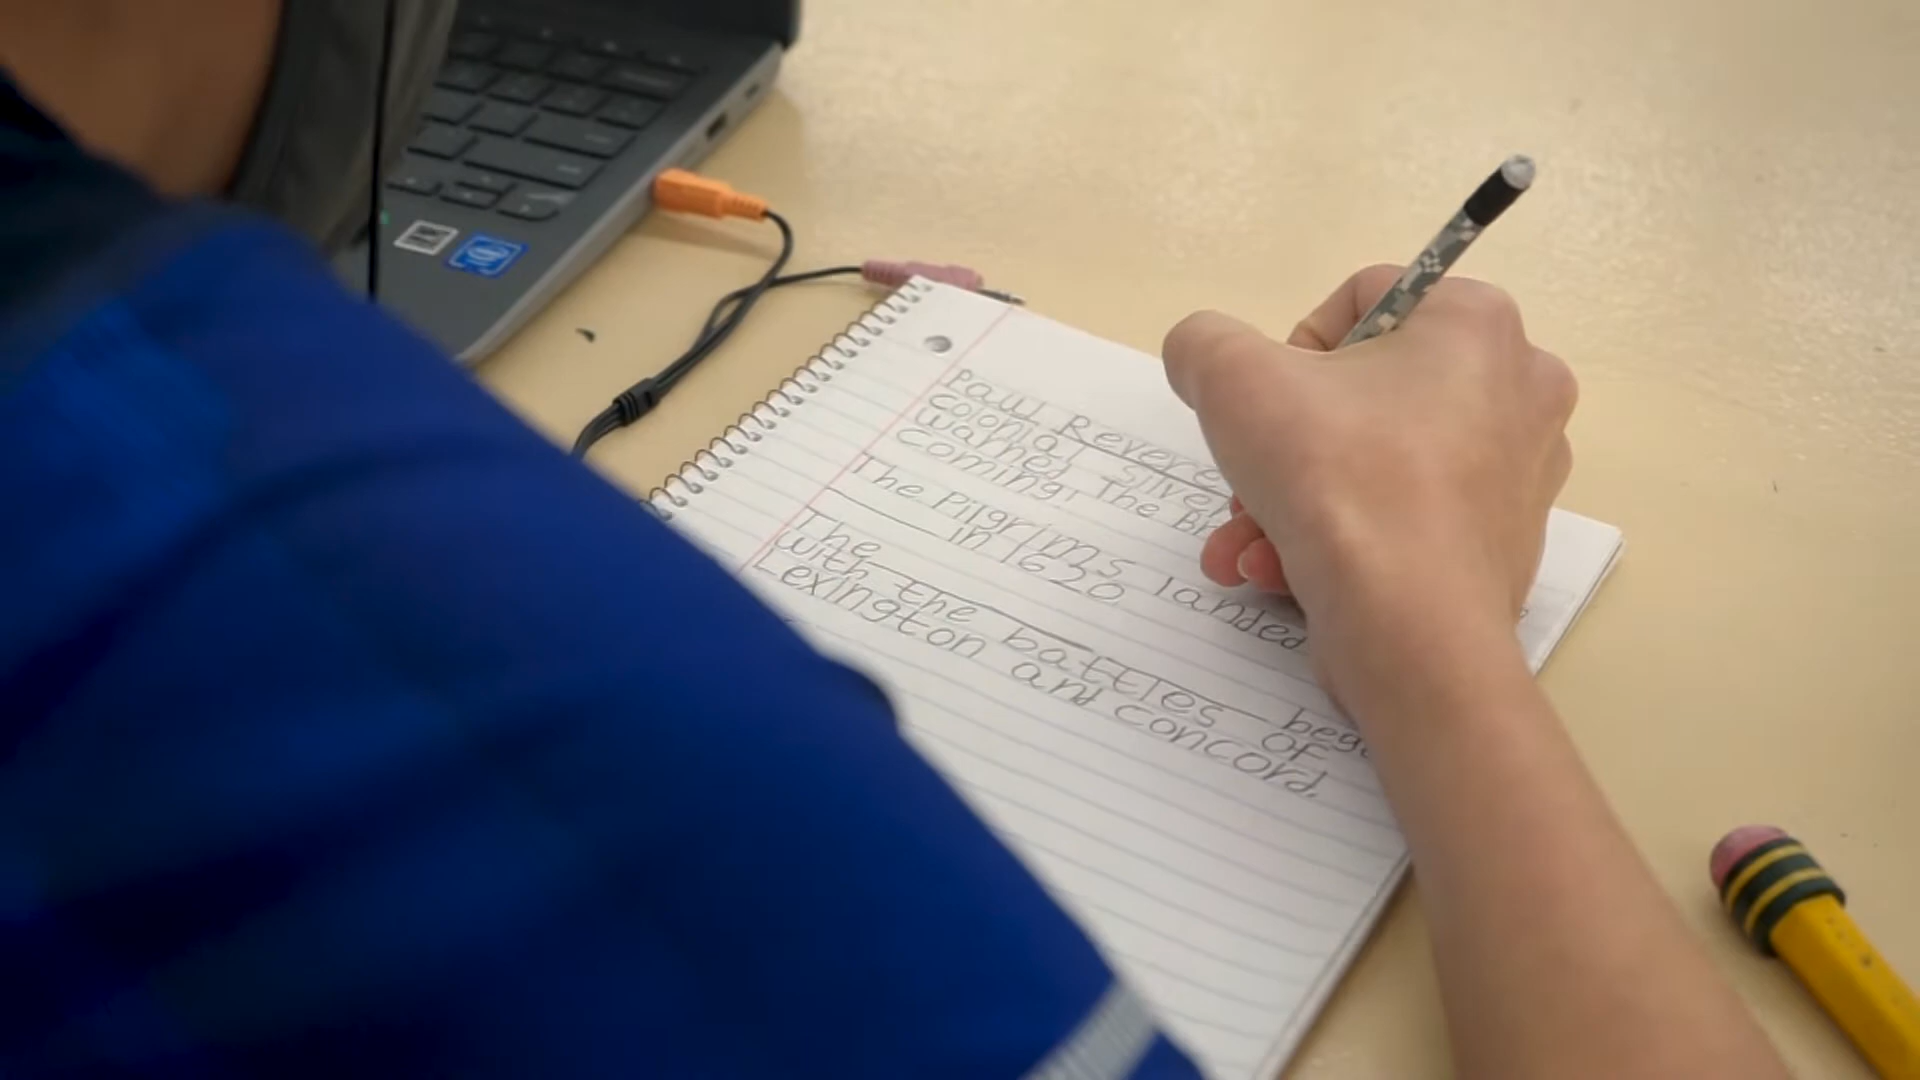 Paul Revere
colonial silver
warned, The Br
coming,
The Pilgrims landed
in 1620
The bega
with the battles OF
Lexington and concord,